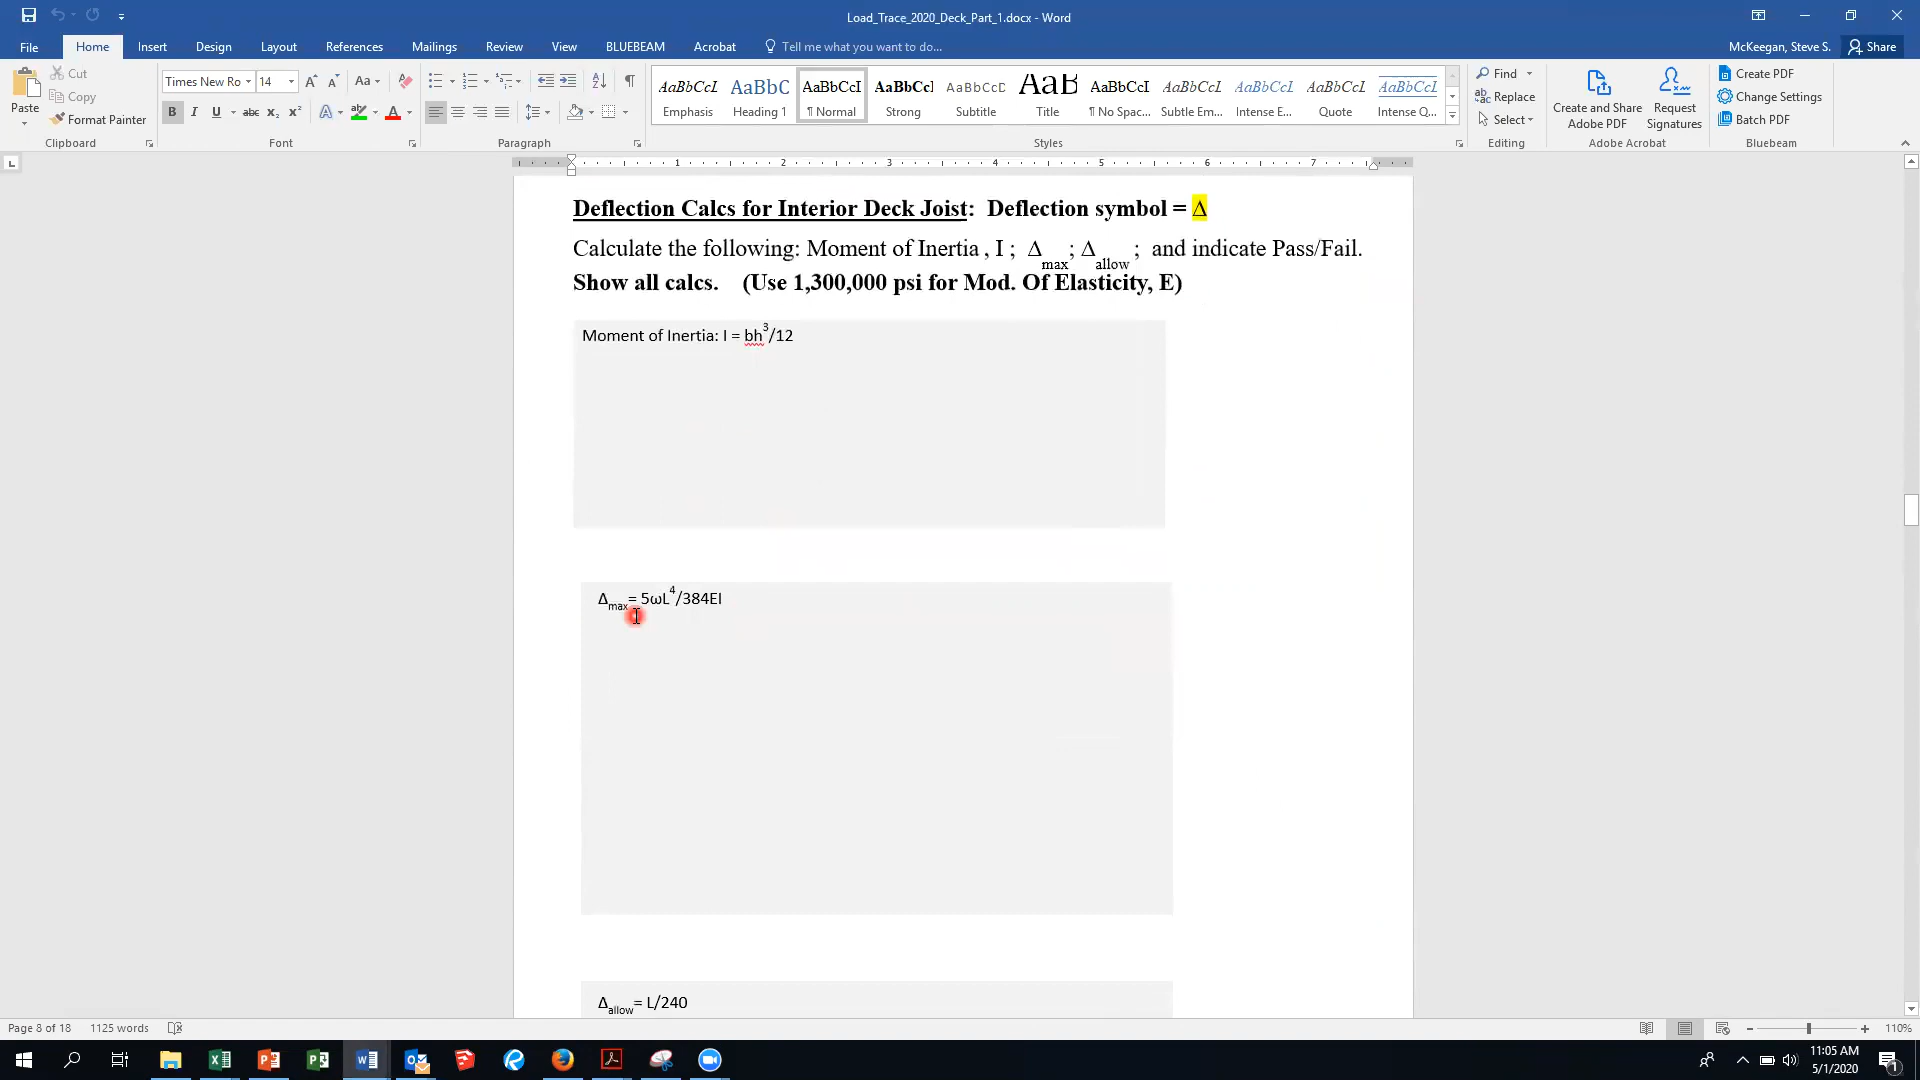 Load_Trace_2020_Deck_Part_1.docx - Word
File Home Insert Design Layout References Mailings Review View BLUEBEAM Acrobat Tell me what you want to do... McKeegan, Steve S. Share
Paste
Cut
Copy
Format Painter
Clipboard
Times New Ro 14
Font
Paragraph
AaBbCcI AaBbC AaBbCcI AaBbCcI AaBbCcD AaB AaBbCcI AaBbCcI AaBbCcI AaBbCcI AaBbCcI
Emphasis Heading 1 ¶ Normal Strong Subtitle Title ¶ No Spac... Subtle Em... Intense E... Quote Intense Q...
Styles
Find
Replace
Select
Editing
Create and Share Adobe PDF
Request Signatures
Adobe Acrobat
Create PDF
Change Settings
Batch PDF
Bluebeam
1 2 3 4 5 6 7
Deflection Calcs for Interior Deck Joist: Deflection symbol = Δ
Calculate the following: Moment of Inertia , I ; Δmax; Δallow ; and indicate Pass/Fail.
Show all calcs. (Use 1,300,000 psi for Mod. Of Elasticity, E)
Moment of Inertia: I = bh³/12
Δmax= 5ωL⁴/384EI
Δallow= L/240
Page 8 of 18 1125 words 110%
11:05 AM
5/1/2020